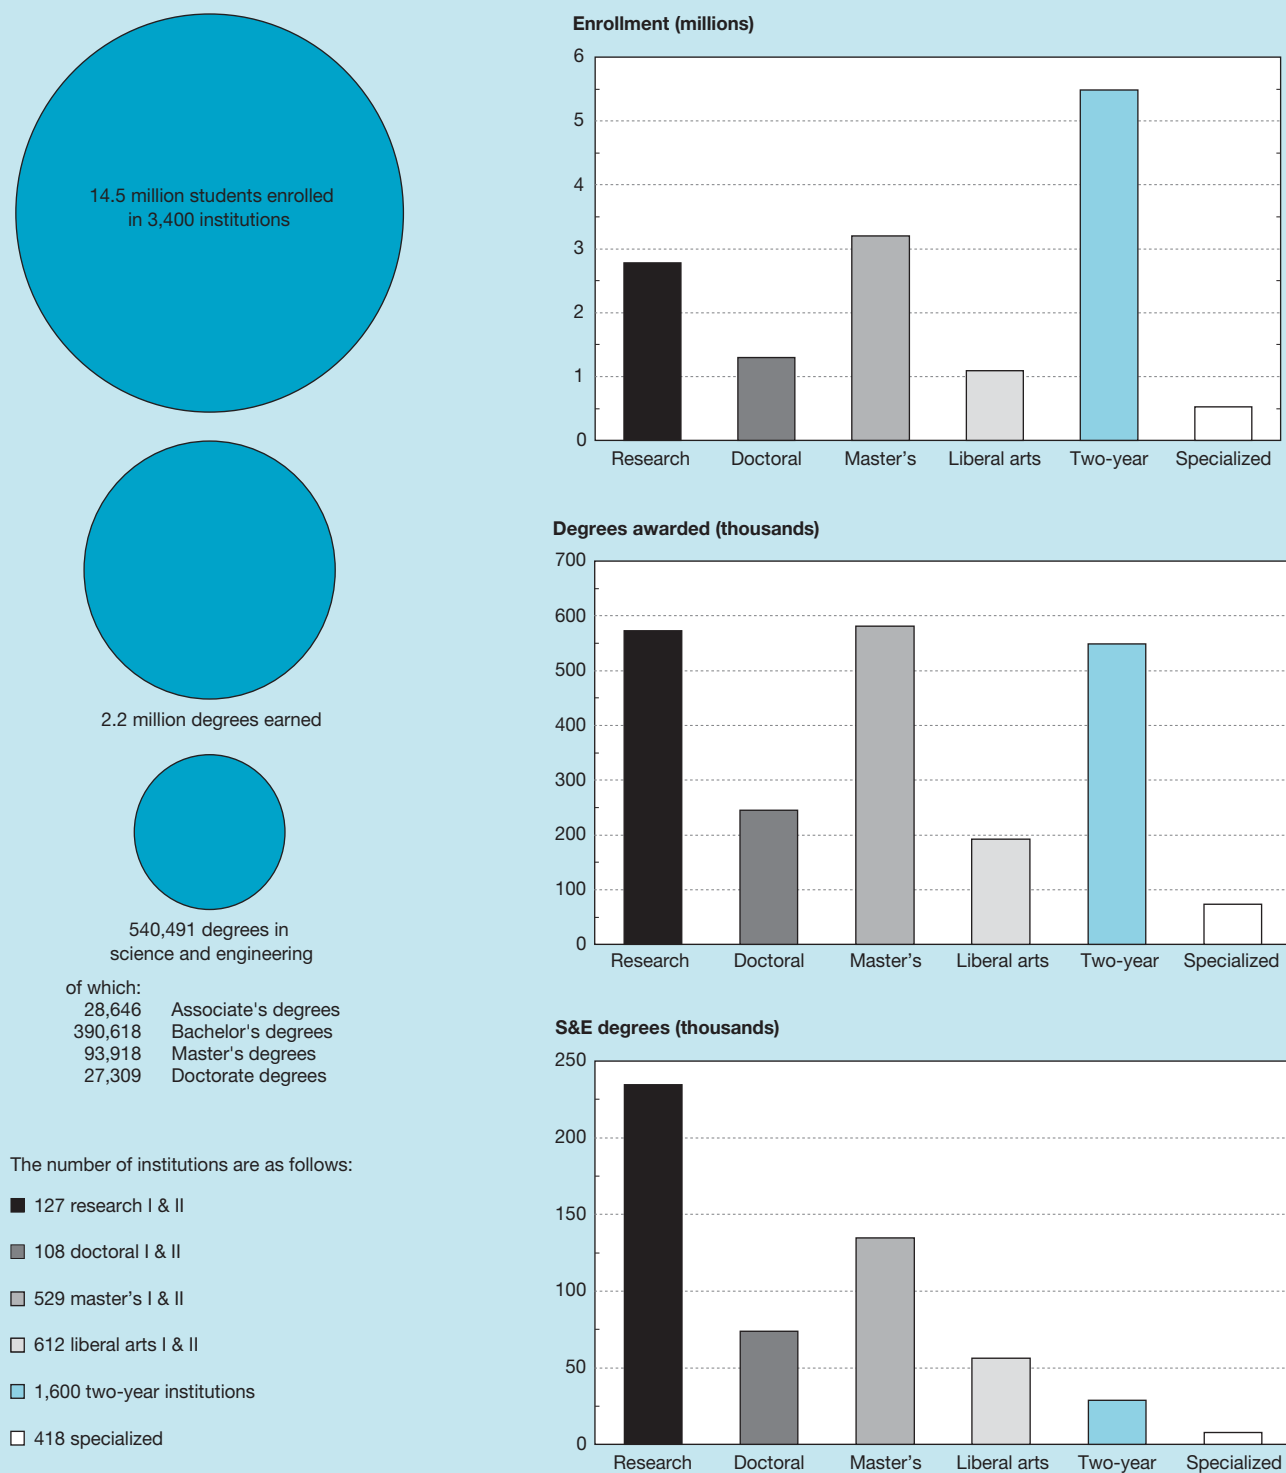 14.5 million students enrolled
in 3,400 institutions
2.2 million degrees earned
540,491 degrees in
science and engineering
of which:
28,646 Associate's degrees
390,618 Bachelor's degrees
93,918 Master's degrees
27,309 Doctorate degrees
The number of institutions are as follows:
127 research I & II
108 doctoral I & II
529 master’s I & II
612 liberal arts I & II
1,600 two-year institutions
418 specialized
Enrollment (millions)
6
5
4
3
2
1
0
Research Doctoral Master's Liberal arts Two-year Specialized
Degrees awarded (thousands)
700
600
500
400
300
200
100
0
Research Doctoral Master's Liberal arts Two-year Specialized
S&E degrees (thousands)
250
200
150
100
50
0
Research Doctoral Master's Liberal arts Two-year Specialized